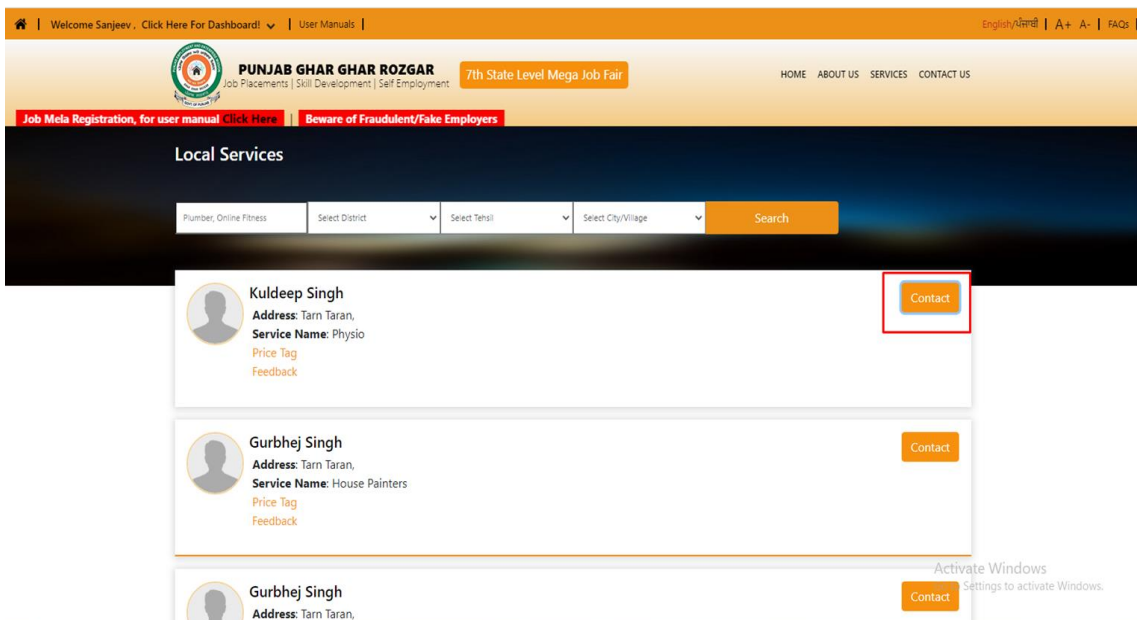 Welcome Sanjeev, Click Here For Dashboard! | User Manuals |
English/ਪੰਜਾਬੀ | A+ A- | FAQs |
PUNJAB GHAR GHAR ROZGAR
Job Placements | Skill Development | Self Employment
7th State Level Mega Job Fair
HOME ABOUT US SERVICES CONTACT US
Job Mela Registration, for user manual Click Here | Beware of Fraudulent/Fake Employers
Local Services
Plumber, Online Fitness
Select District
Select Tehsil
Select City/Village
Search
Kuldeep Singh
Contact
Address: Tarn Taran,
Service Name: Physio
Price Tag
Feedback
Gurbhej Singh
Contact
Address: Tarn Taran,
Service Name: House Painters
Price Tag
Feedback
Activate Windows
Settings to activate Windows.
Gurbhej Singh
Contact
Address: Tarn Taran,